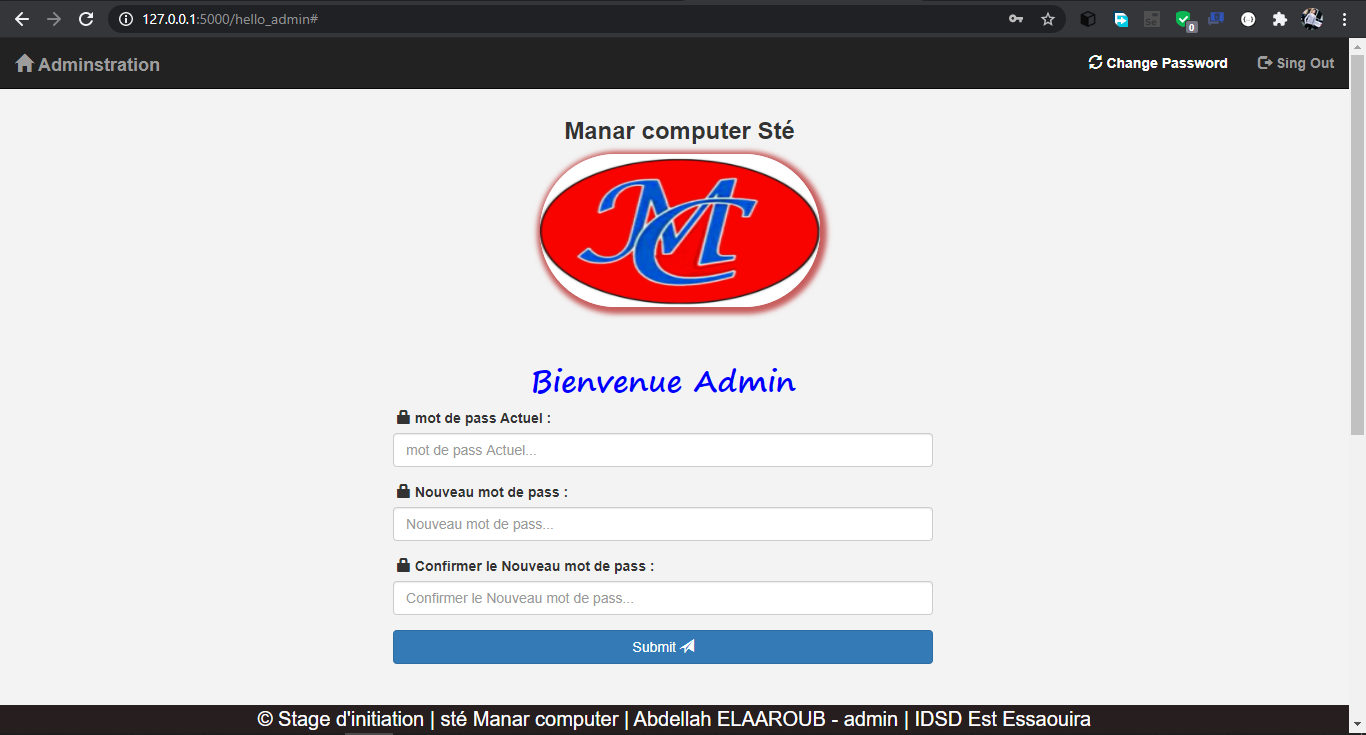 127.0.0.1:5000/hello_admin#
0
Adminstration
Change Password
Sing Out
Manar computer Sté
MC
Bienvenue Admin
mot de pass Actuel :
mot de pass Actuel...
Nouveau mot de pass :
Nouveau mot de pass...
Confirmer le Nouveau mot de pass :
Confirmer le Nouveau mot de pass...
Submit
© Stage d'initiation | sté Manar computer | Abdellah ELAAROUB - admin | IDSD Est Essaouira